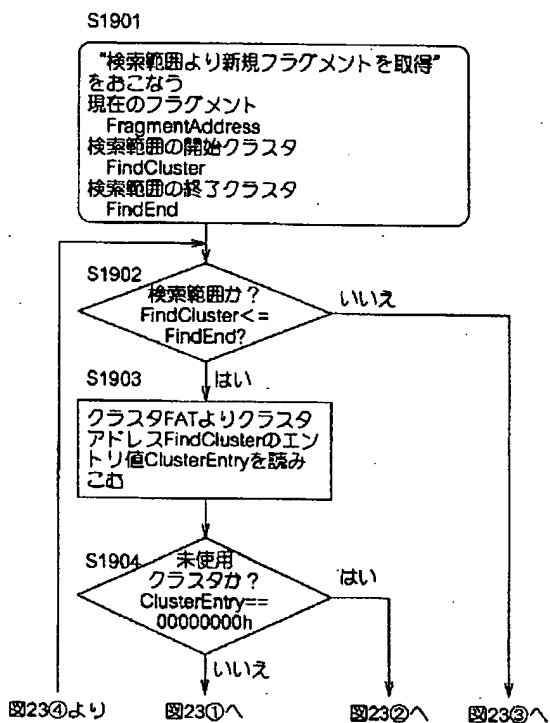 S1901
"検索範囲より新規フラグメントを取得"
をおこなう
現在のフラグメント
FragmentAddress
検索範囲の開始クラスタ
FindCluster
検索範囲の終了クラスタ
FindEnd
S1902
検索範囲か？
FindCluster<=
FindEnd?
いいえ
はい
S1903
クラスタFATよりクラスタ
アドレスFindClusterのエン
トリ値ClusterEntryを読み
こむ
S1904
未使用
クラスタか？
ClusterEntry==
00000000h
はい
いいえ
図23④より
図23①へ
図23②へ
図23③へ